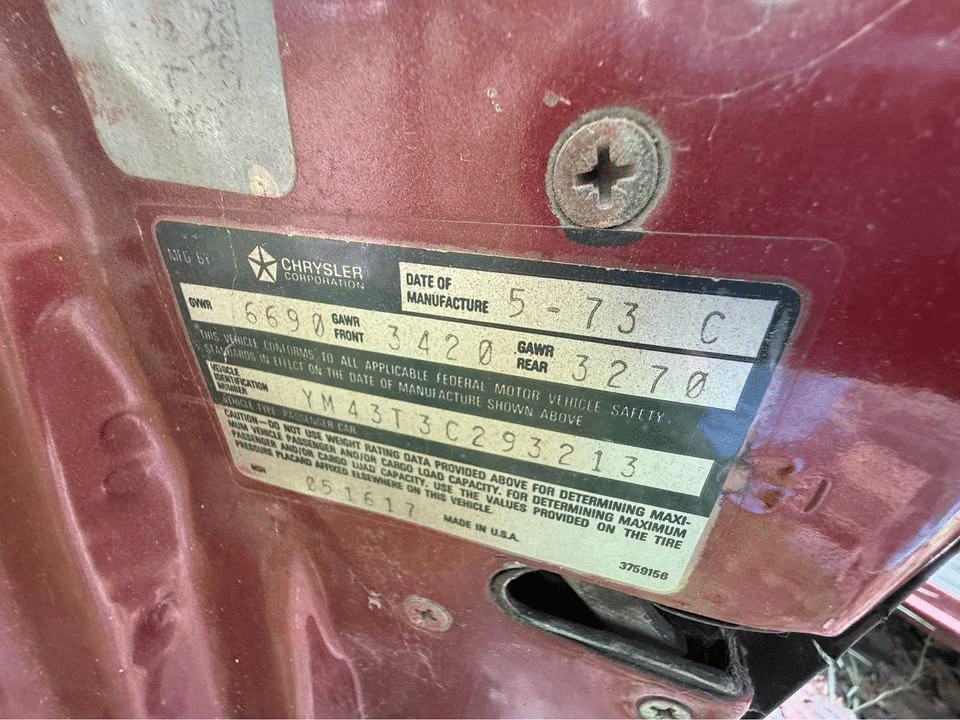 MFG BY CHRYSLER CORPORATION
DATE OF MANUFACTURE 5-73 C
GVWR 6690 GAWR FRONT 3420 GAWR REAR 3270
THIS VEHICLE CONFORMS TO ALL APPLICABLE FEDERAL MOTOR VEHICLE SAFETY
STANDARDS IN EFFECT ON THE DATE OF MANUFACTURE SHOWN ABOVE
VEHICLE IDENTIFICATION NUMBER YM43T3C293213
VEHICLE TYPE: PASSENGER CAR
CAUTION—DO NOT USE WEIGHT RATING DATA PROVIDED ABOVE FOR DETERMINING MAXI-
MUM VEHICLE PASSENGER AND/OR CARGO LOAD CAPACITY. FOR DETERMINING MAXIMUM
PASSENGER AND/OR CARGO LOAD CAPACITY. USE THE VALUES PROVIDED ON THE TIRE
PRESSURE PLACARD AFFIXED ELSEWHERE ON THIS VEHICLE.
MDH 051617 MADE IN U.S.A.
3759156